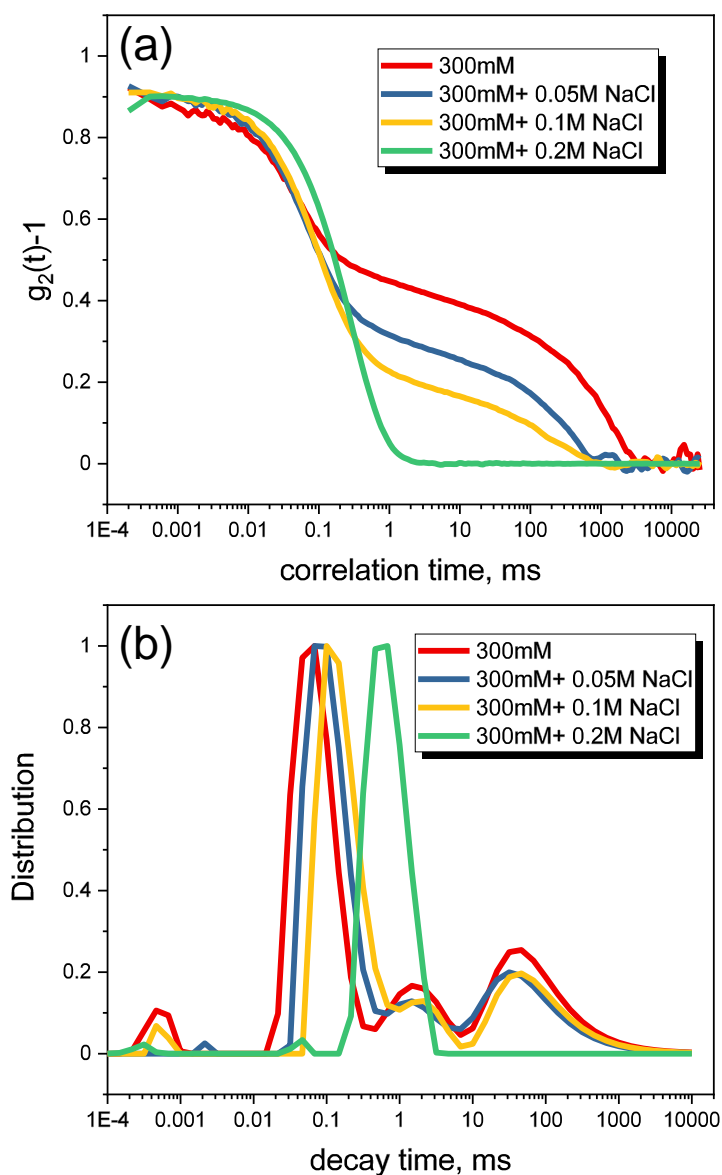 (a)
300mM
300mM+ 0.05M NaCl
300mM+ 0.1M NaCl
300mM+ 0.2M NaCl
g2(t)-1
1
0.8
0.6
0.4
0.2
0
1E-4 0.001 0.01 0.1 1 10 100 1000 10000
correlation time, ms
(b)
300mM
300mM+ 0.05M NaCl
300mM+ 0.1M NaCl
300mM+ 0.2M NaCl
Distribution
1
0.8
0.6
0.4
0.2
0
1E-4 0.001 0.01 0.1 1 10 100 1000 10000
decay time, ms